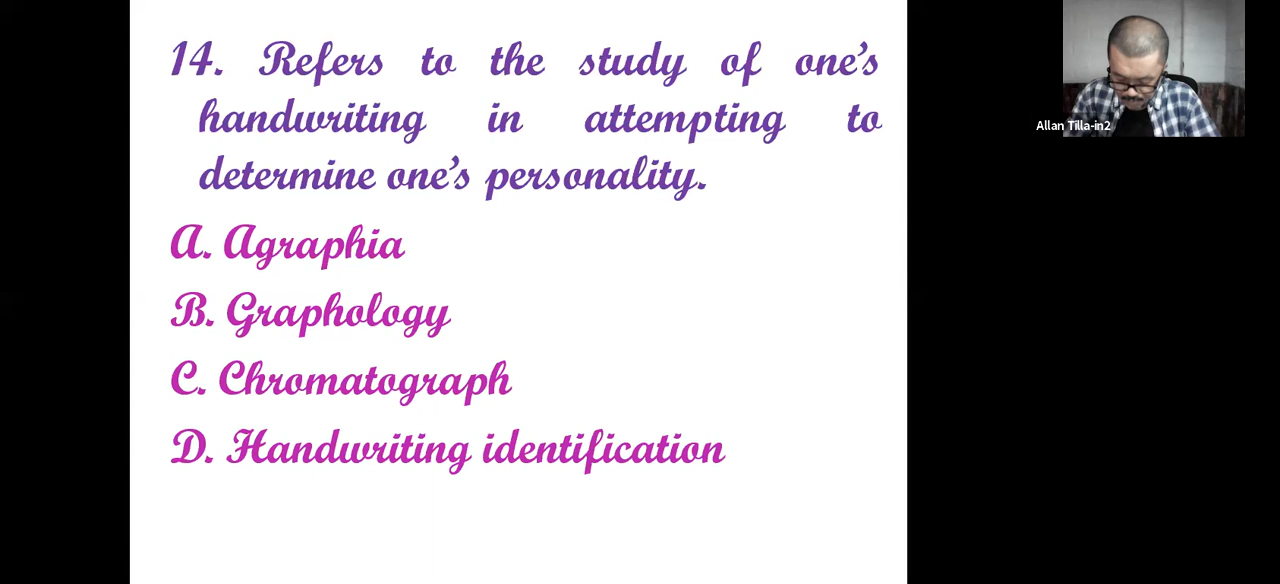 14. Refers to the study of one's
handwriting in attempting to
determine one's personality.
A. Agraphia
B. Graphology
C. Chromatograph
D. Handwriting identification
Allan Tilla-in2